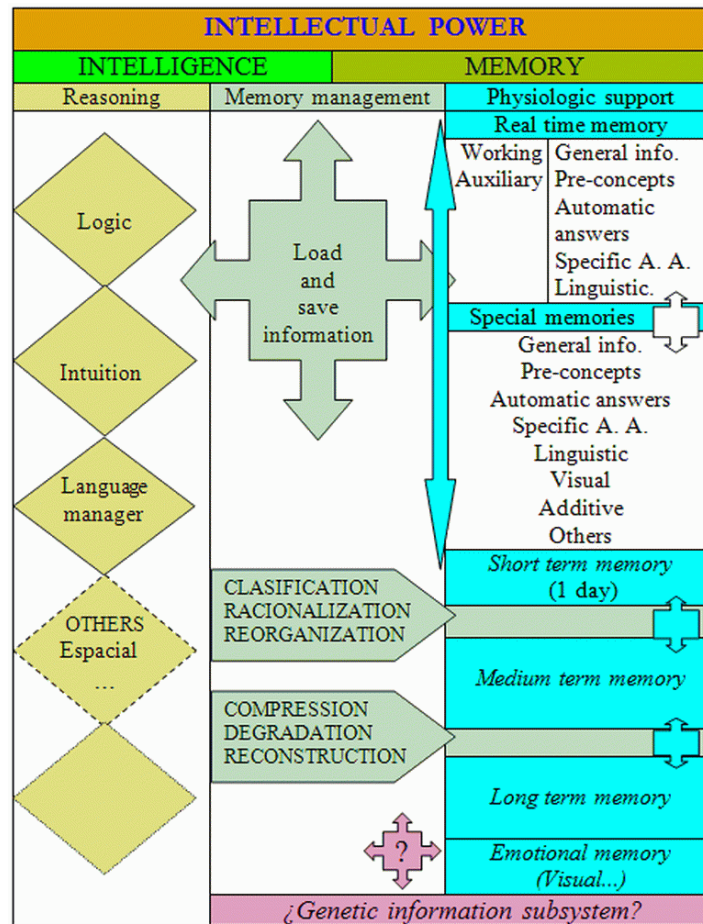 INTELLECTUAL POWER
INTELLIGENCE
MEMORY
Reasoning
Memory management
Physiologic support
Logic
Intuition
Language
manager
OTHERS
Espacial
...
Load
and
save
information
CLASIFICATION
RACIONALIZATION
REORGANIZATION
COMPRESSION
DEGRADATION
RECONSTRUCTION
?
Real time memory
Working
Auxiliary
General info.
Pre-concepts
Automatic
answers
Specific A. A.
Linguistic.
Special memories
General info.
Pre-concepts
Automatic answers
Specific A. A.
Linguistic
Visual
Additive
Others
Short term memory
(1 day)
Medium term memory
Long term memory
Emotional memory
(Visual...)
¿Genetic information subsystem?